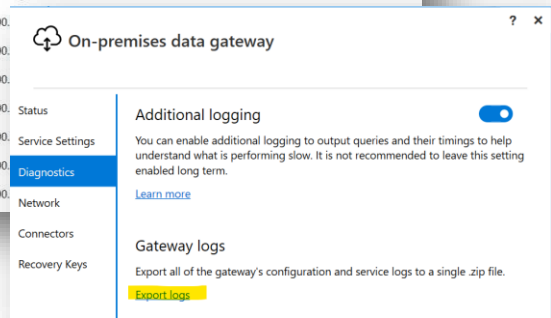 ? ×
On-premises data gateway
Status
Service Settings
Diagnostics
Network
Connectors
Recovery Keys
Additional logging
You can enable additional logging to output queries and their timings to help
understand what is performing slow. It is not recommended to leave this setting
enabled long term.
Learn more
Gateway logs
Export all of the gateway's configuration and service logs to a single .zip file.
Export logs